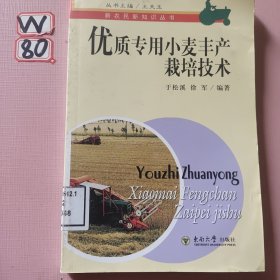 W
80
丛书主编/王天生
新农民新知识丛书
优质专用小麦丰产
栽培技术
于松溪 徐军/编著
Youzhi Zhuanyong
Xiaomai Fengchan
Zaipei jishu
东南大学出版社